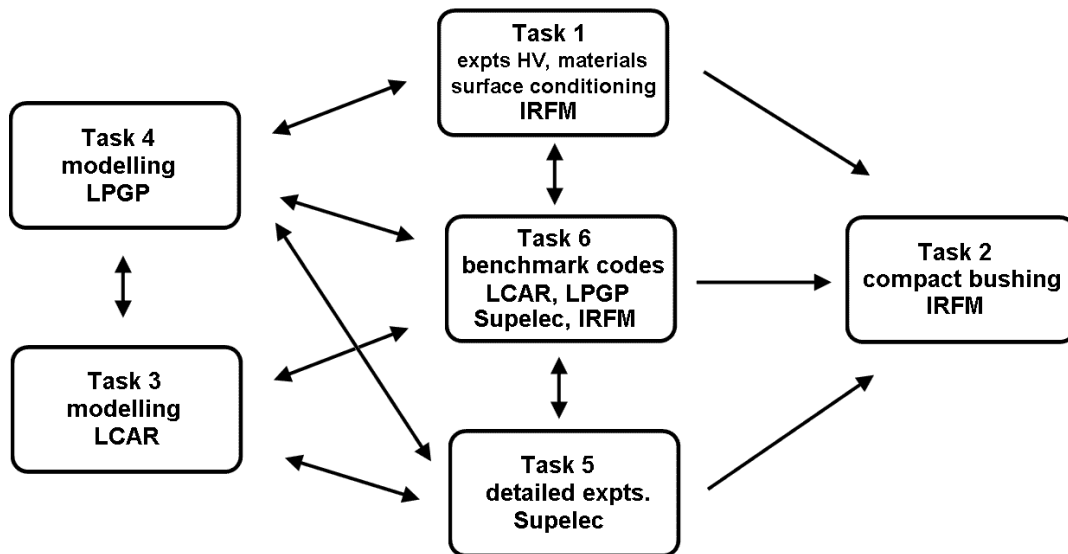 Task 1
expts HV, materials
surface conditioning
IRFM
Task 4
modelling
LPGP
Task 6
benchmark codes
LCAR, LPGP
Supelec, IRFM
Task 2
compact bushing
IRFM
Task 3
modelling
LCAR
Task 5
detailed expts.
Supelec